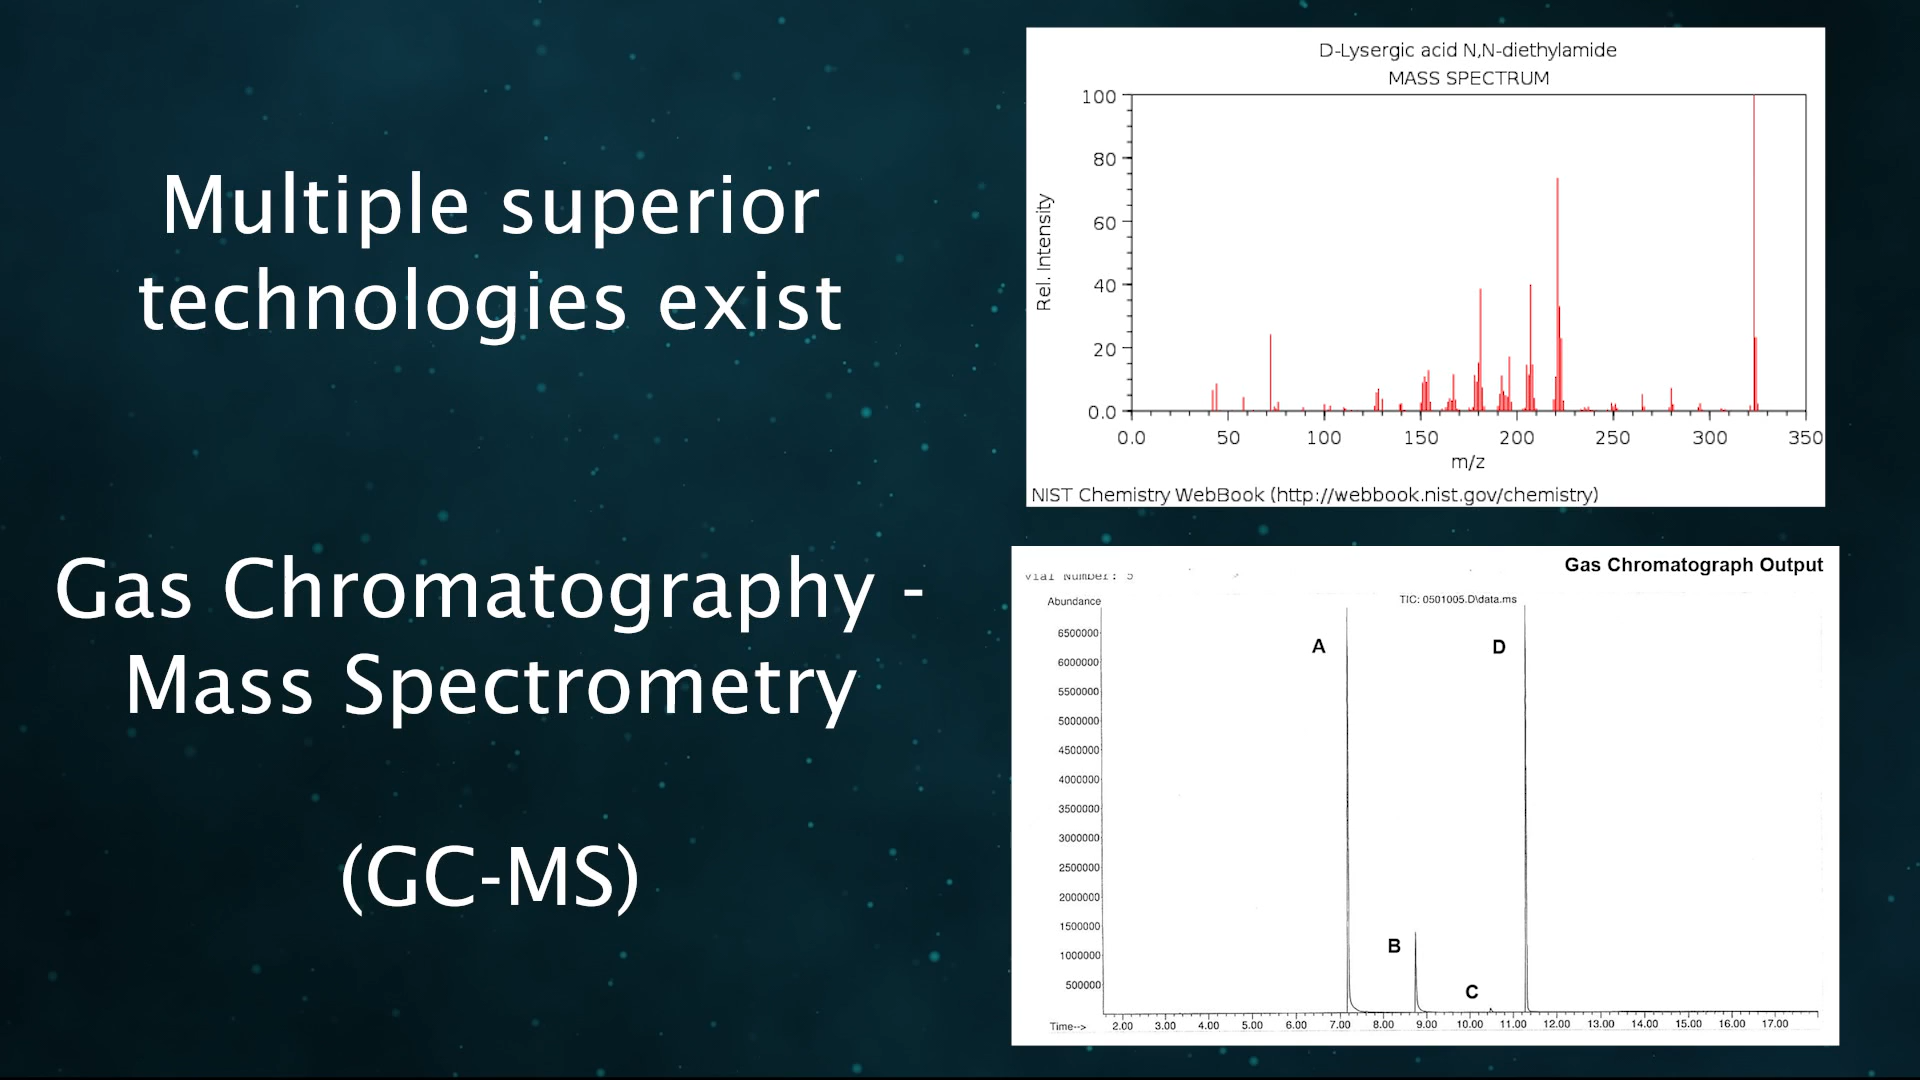 Multiple superior
technologies exist
Gas Chromatography -
Mass Spectrometry
(GC-MS)
D-Lysergic acid N,N-diethylamide
MASS SPECTRUM
Rel. Intensity
100
80
60
40
20
0.0
0.0 50 100 150 200 250 300 350
m/z
NIST Chemistry WebBook (http://webbook.nist.gov/chemistry)
Gas Chromatograph Output
Vial Number: 5
Abundance
TIC: 0501005.D\data.ms
A
D
B
C
6500000
6000000
5500000
5000000
4500000
4000000
3500000
3000000
2500000
2000000
1500000
1000000
500000
Time--> 2.00 3.00 4.00 5.00 6.00 7.00 8.00 9.00 10.00 11.00 12.00 13.00 14.00 15.00 16.00 17.00